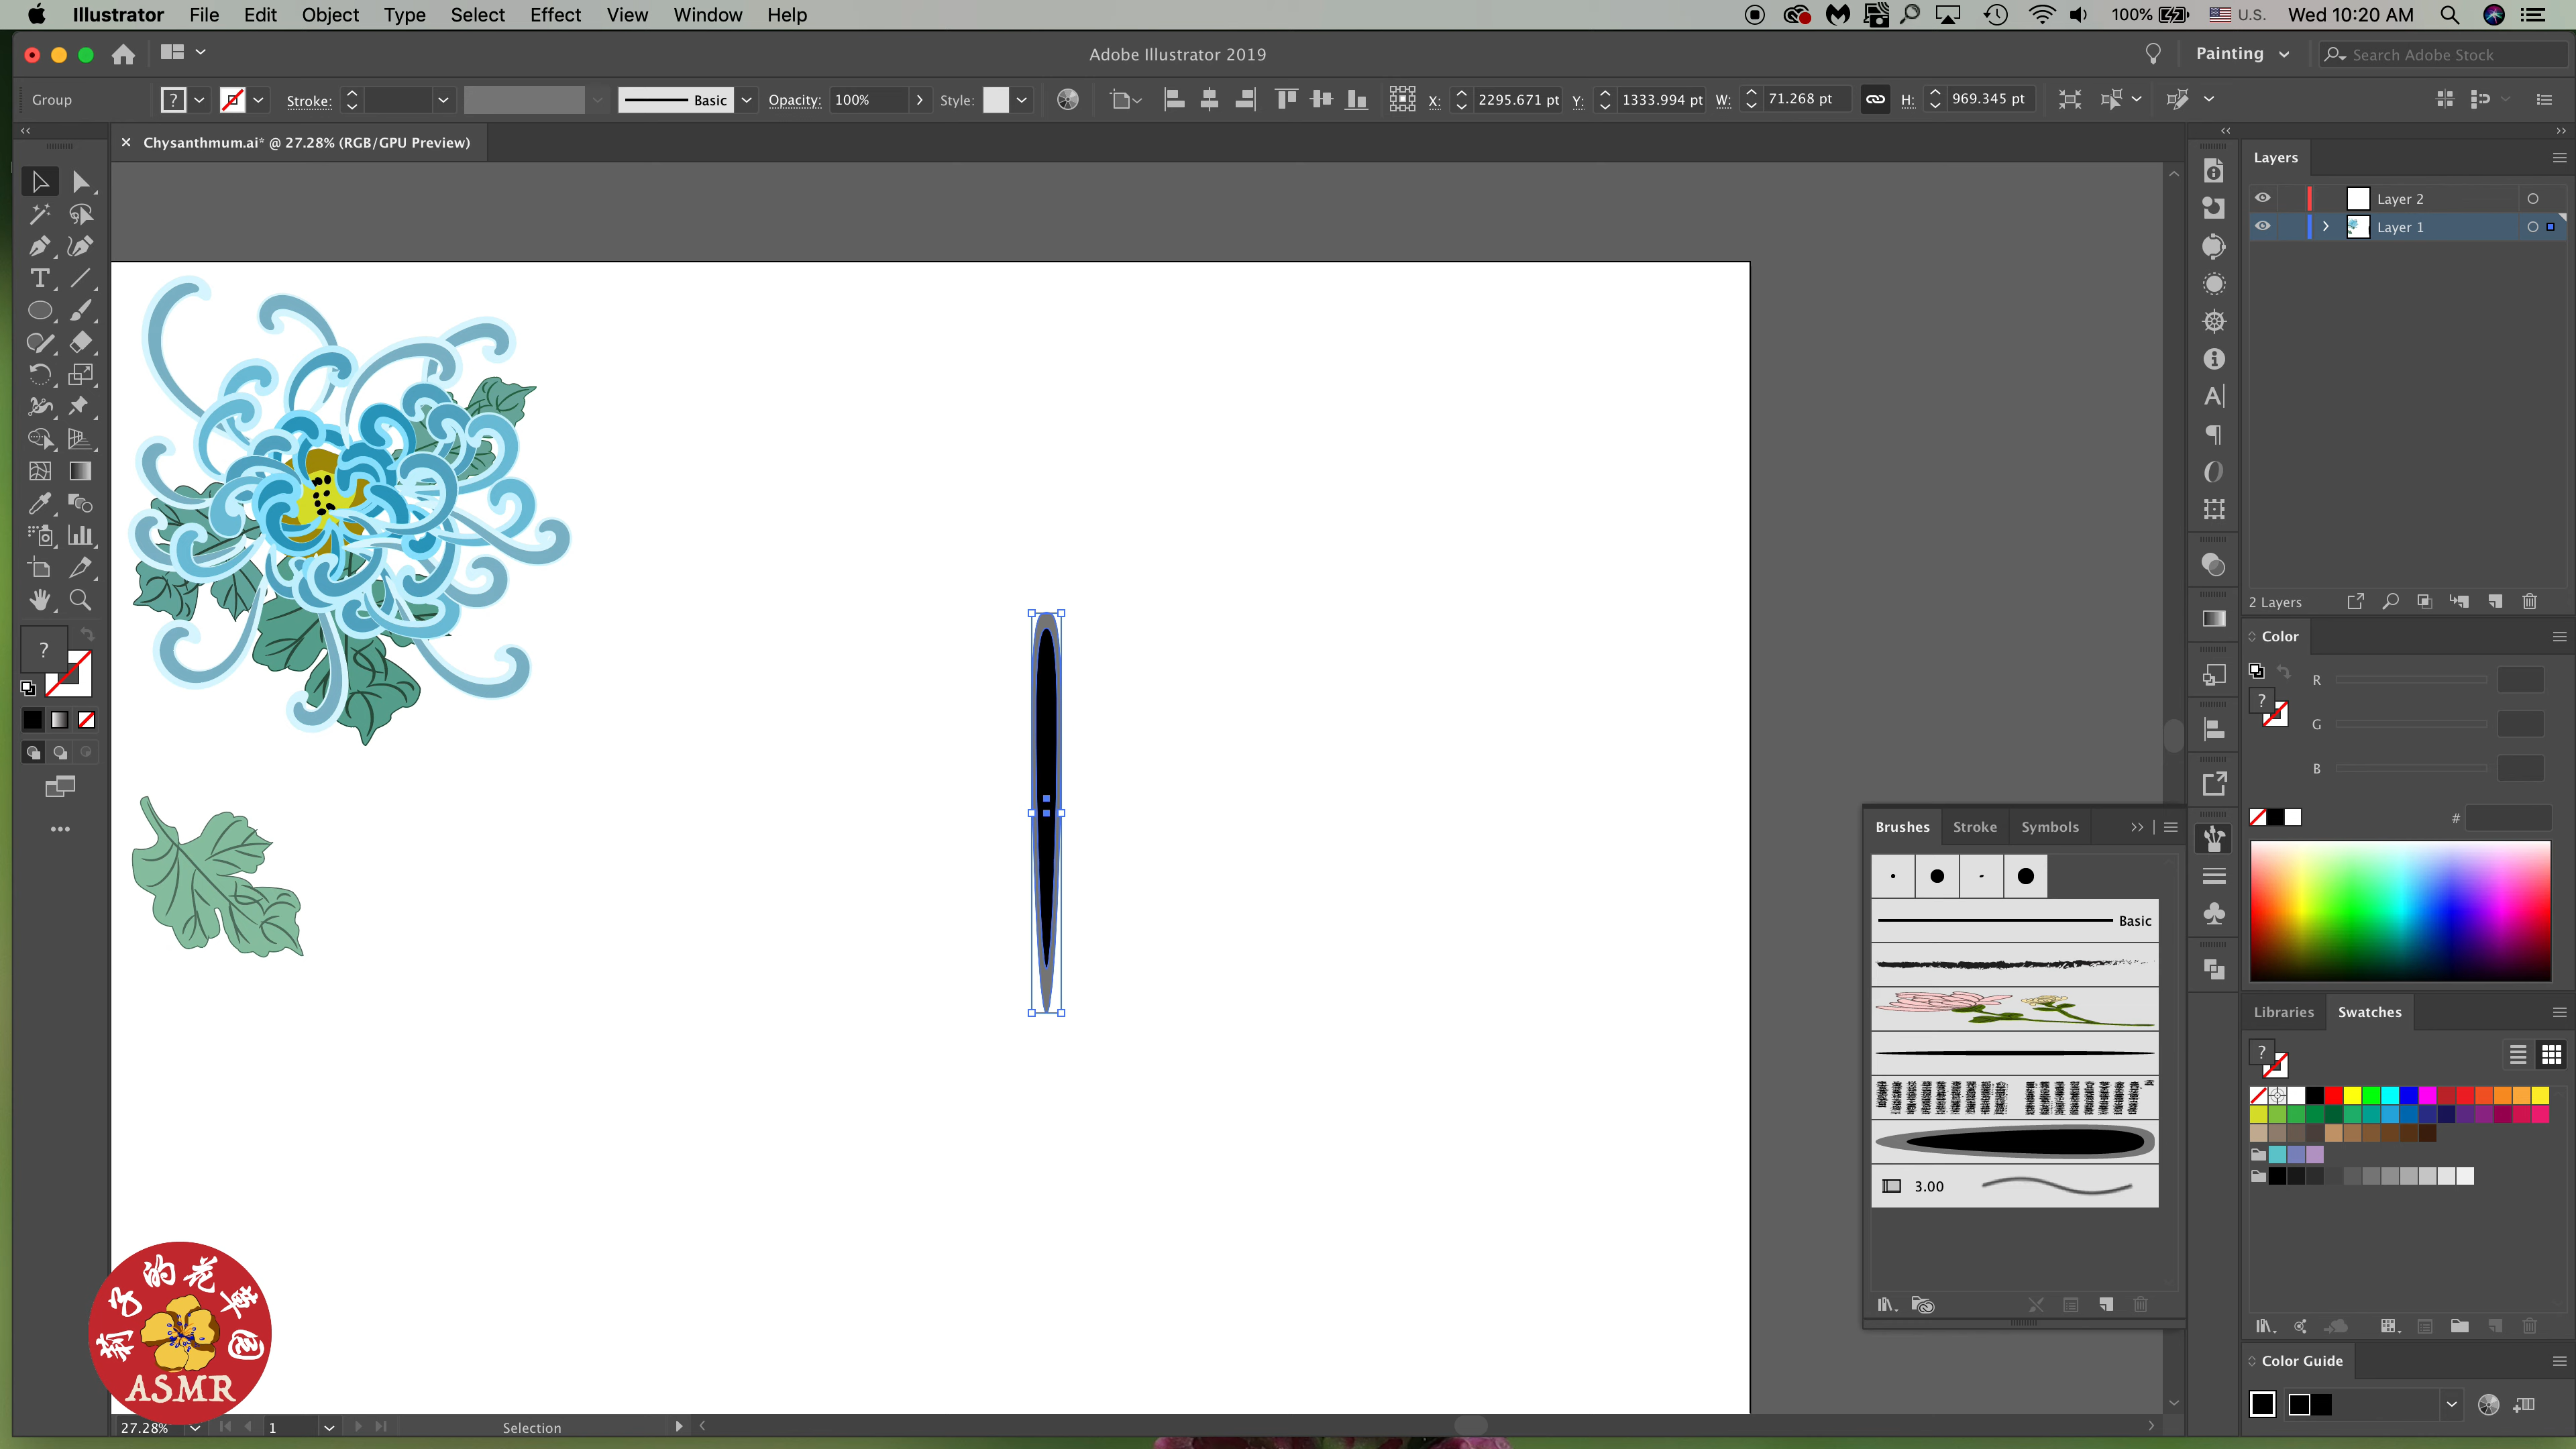 Illustrator File Edit Object Type Select Effect View Window Help 100% U.S. Wed 10:20 AM
Adobe Illustrator 2019 Painting Search Adobe Stock
Group ? Stroke: Basic Opacity: 100% Style: X: 2295.671 pt Y: 1333.994 pt W: 71.268 pt H: 969.345 pt
× Chysanthmum.ai* @ 27.28% (RGB/GPU Preview)
Layers
Layer 2
Layer 1
2 Layers
Color
?
R
G
B
#
Brushes Stroke Symbols
Basic
3.00
Libraries Swatches
?
Color Guide
?
的花草
ASMR
27.28% 1 Selection